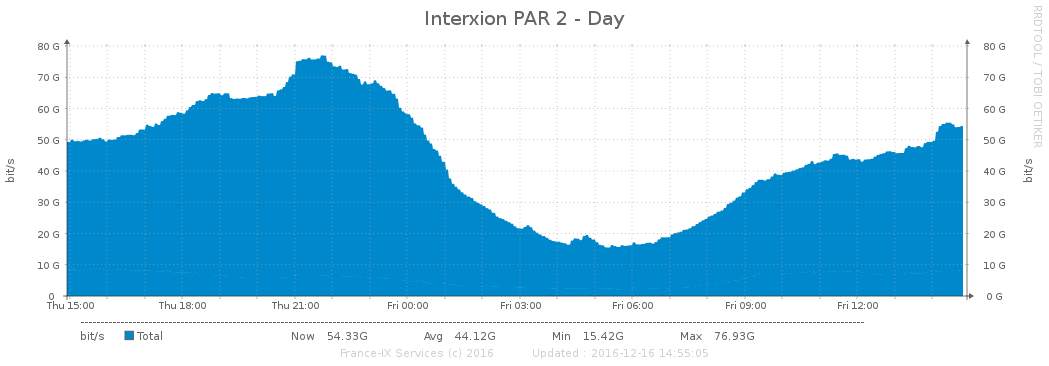 Interxion PAR 2 - Day
RRDTOOL / TOBI OETIKER
80 G 80 G
70 G 70 G
60 G 60 G
50 G 50 G
40 G 40 G
30 G 30 G
20 G 20 G
10 G 10 G
0 0 G
bit/s bit/s
Thu 15:00 Thu 18:00 Thu 21:00 Fri 00:00 Fri 03:00 Fri 06:00 Fri 09:00 Fri 12:00
bit/s Total Now 54.33G Avg 44.12G Min 15.42G Max 76.93G
France-IX Services (c) 2016 Updated : 2016-12-16 14:55:05